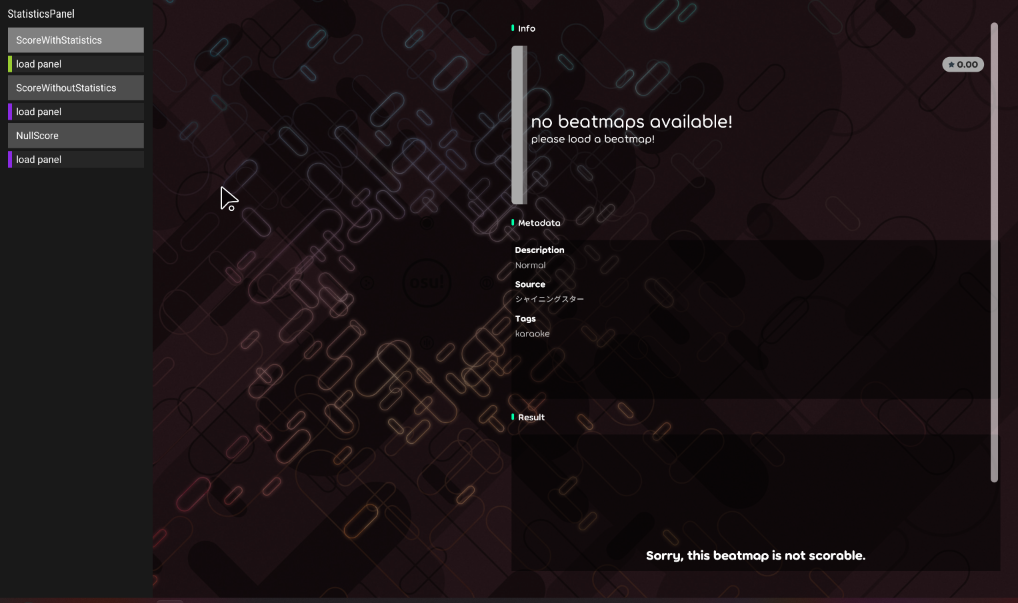 StatisticsPanel
ScoreWithStatistics
load panel
ScoreWithoutStatistics
load panel
NullScore
load panel
Info
0.00
no beatmaps available!
please load a beatmap!
Metadata
Description
Normal
Source
シャイニングスター
Tags
karaoke
osu!
Result
Sorry, this beatmap is not scorable.